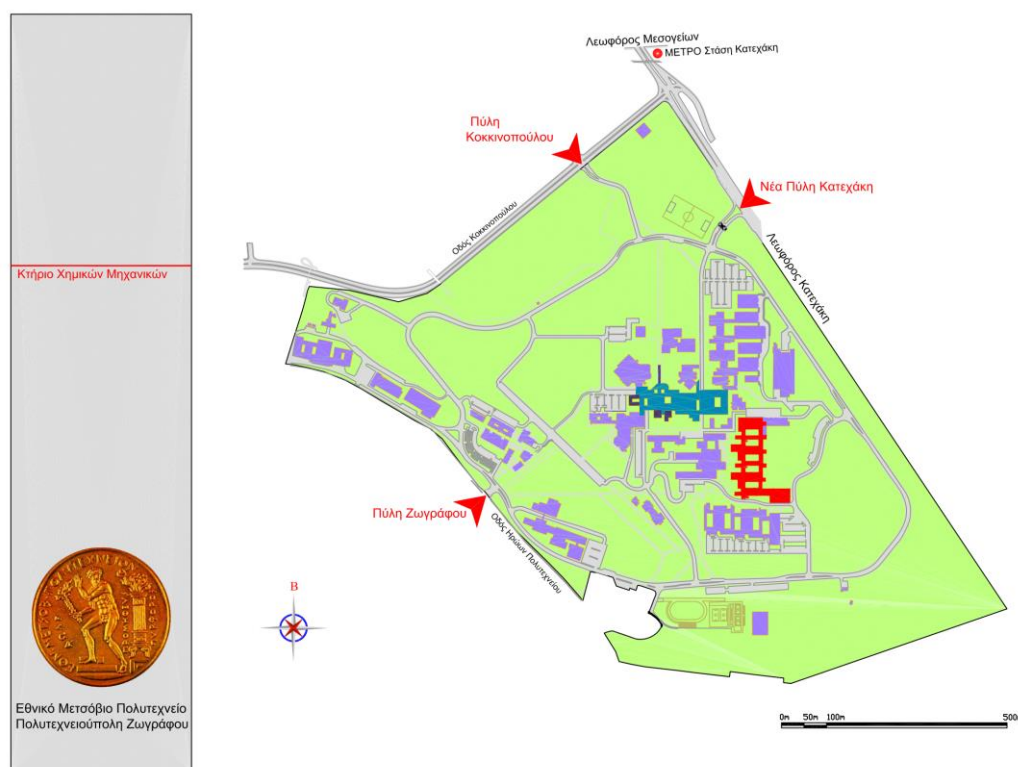 Κτήριο Χημικών Μηχανικών
Εθνικό Μετσόβιο Πολυτεχνείο
Πολυτεχνειούπολη Ζωγράφου
Λεωφόρος Μεσογείων
ΜΕΤΡΟ Στάση Κατεχάκη
Πύλη
Κοκκινοπούλου
Νέα Πύλη Κατεχάκη
Οδός Κοκκινοπούλου
Λεωφόρος Κατεχάκη
Πύλη Ζωγράφου
Οδός Ηρώων Πολυτεχνείου
Β
0m 50m 100m 500m